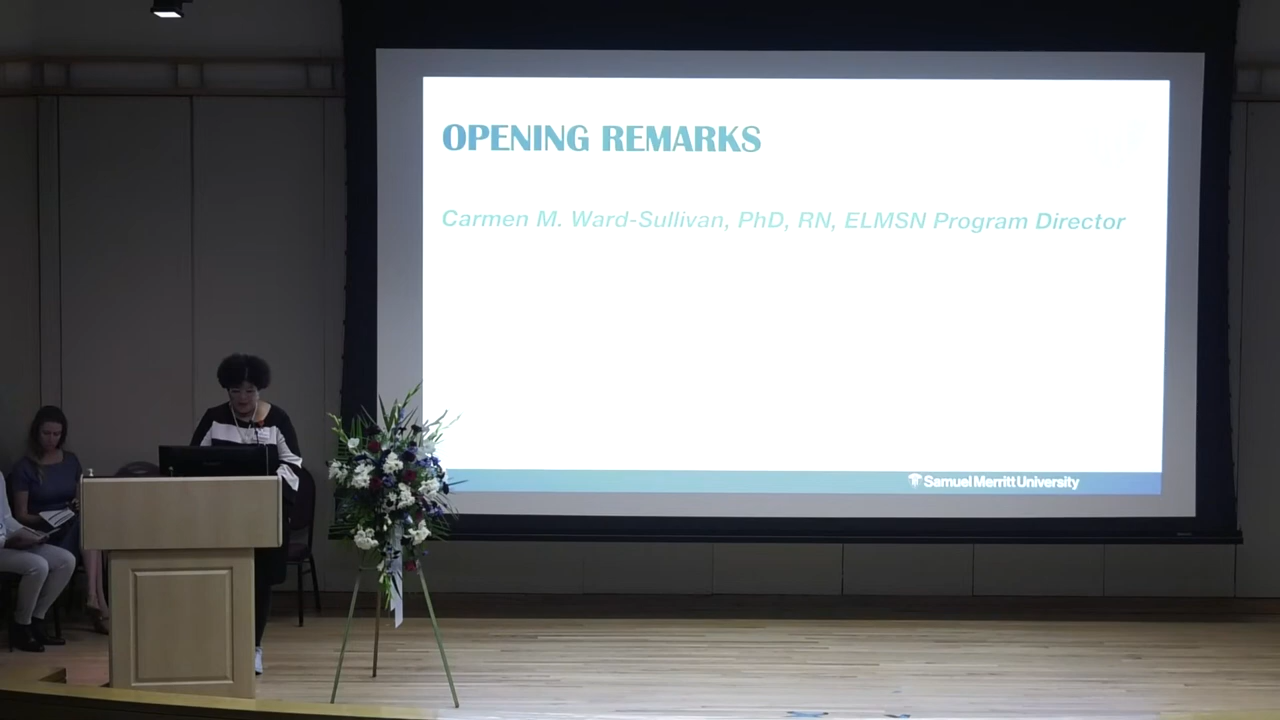 OPENING REMARKS
Carmen M. Ward-Sullivan, PhD, RN, ELMSN Program Director
Samuel Merritt University